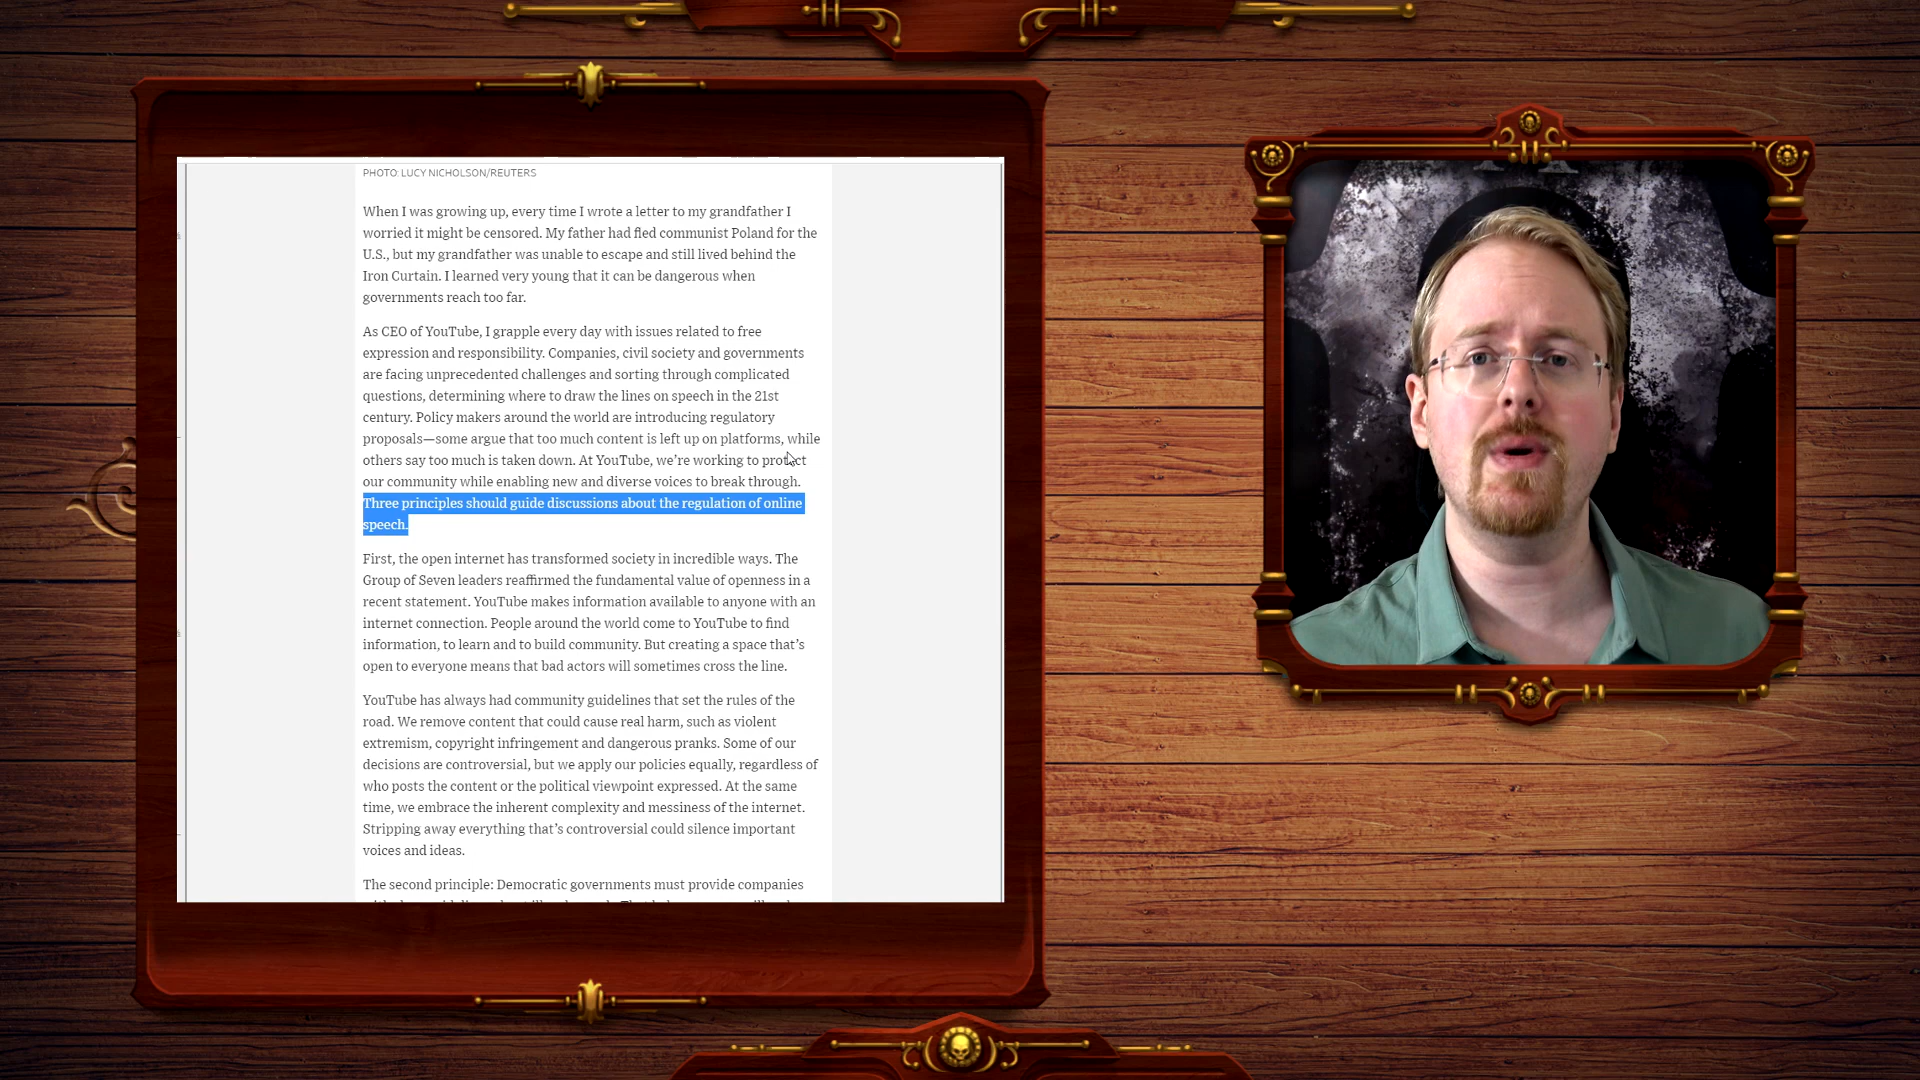 PHOTO: LUCY NICHOLSON/REUTERS
When I was growing up, every time I wrote a letter to my grandfather I
worried it might be censored. My father had fled communist Poland for the
U.S., but my grandfather was unable to escape and still lived behind the
Iron Curtain. I learned very young that it can be dangerous when
governments reach too far.
As CEO of YouTube, I grapple every day with issues related to free
expression and responsibility. Companies, civil society and governments
are facing unprecedented challenges and sorting through complicated
questions, determining where to draw the lines on speech in the 21st
century. Policy makers around the world are introducing regulatory
proposals—some argue that too much content is left up on platforms, while
others say too much is taken down. At YouTube, we’re working to protect
our community while enabling new and diverse voices to break through.
Three principles should guide discussions about the regulation of online
speech.
First, the open internet has transformed society in incredible ways. The
Group of Seven leaders reaffirmed the fundamental value of openness in a
recent statement. YouTube makes information available to anyone with an
internet connection. People around the world come to YouTube to find
information, to learn and to build community. But creating a space that’s
open to everyone means that bad actors will sometimes cross the line.
YouTube has always had community guidelines that set the rules of the
road. We remove content that could cause real harm, such as violent
extremism, copyright infringement and dangerous pranks. Some of our
decisions are controversial, but we apply our policies equally, regardless of
who posts the content or the political viewpoint expressed. At the same
time, we embrace the inherent complexity and messiness of the internet.
Stripping away everything that’s controversial could silence important
voices and ideas.
The second principle: Democratic governments must provide companies